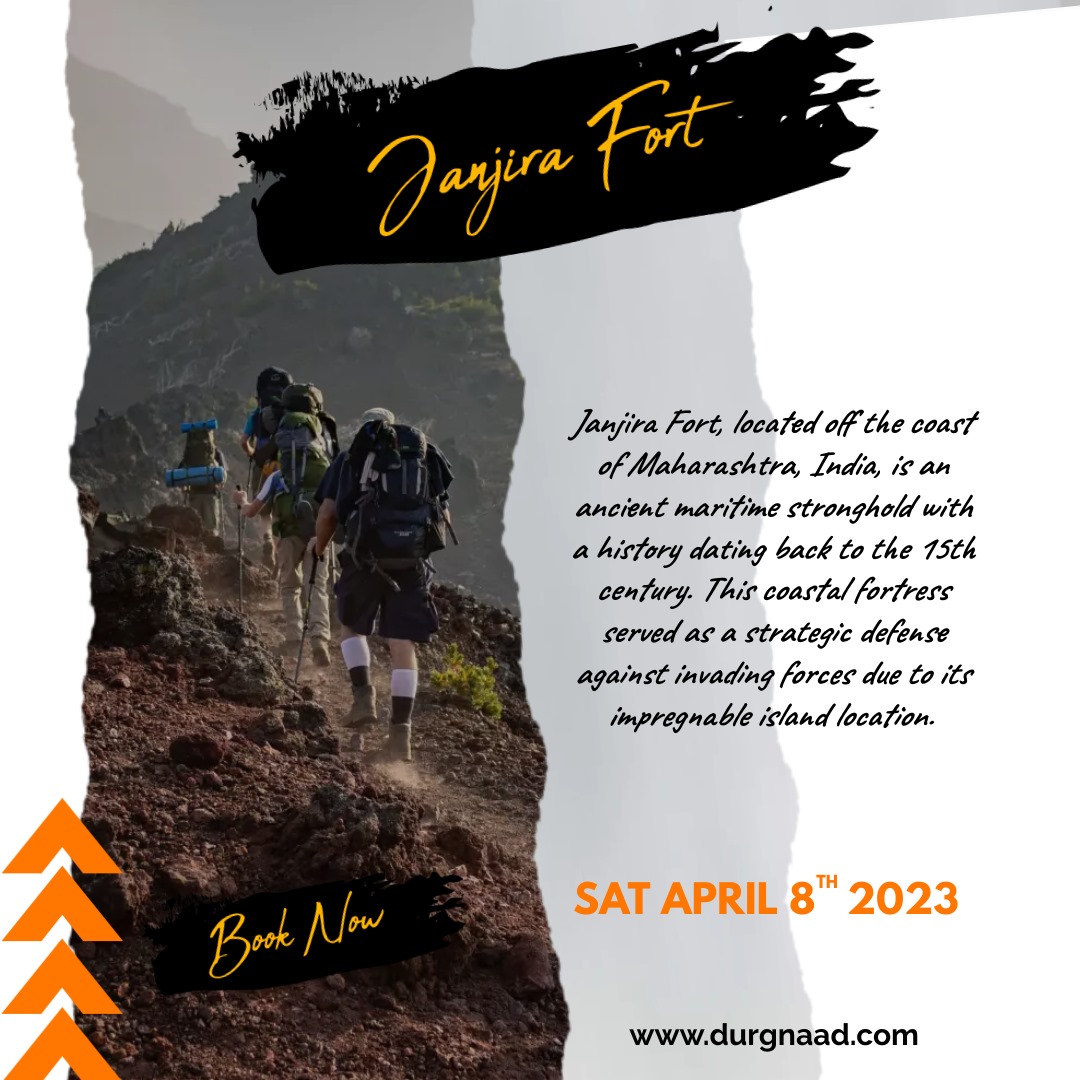 Janjira Fort
Janjira Fort, located off the coast
of Maharashtra, India, is an
ancient maritime stronghold with
a history dating back to the 15th
century. This coastal fortress
served as a strategic defense
against invading forces due to its
impregnable island location.
SAT APRIL 8TH 2023
Book Now
www.durgnaad.com